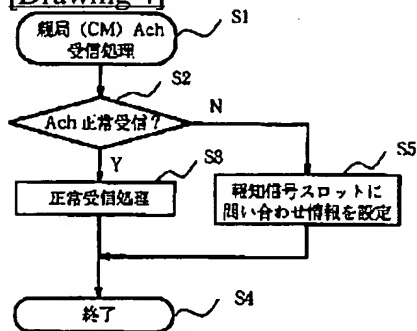 [Drawing 4]
親局（CM）Ach
受信処理
S1
S2
Ach 正常受信？
N
Y
S3
S5
正常受信処理
報知信号スロットに
問い合わせ情報を設定
S4
終了